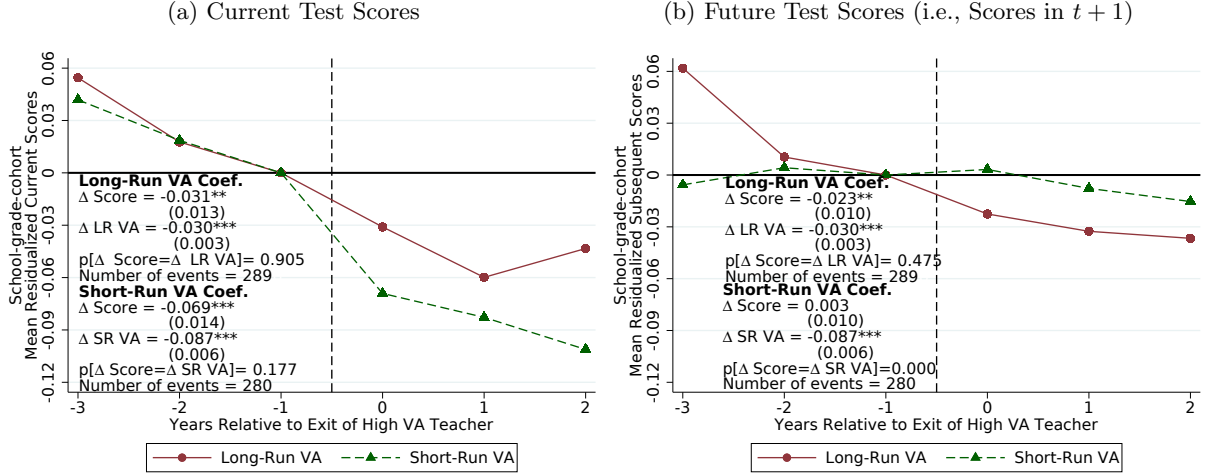 (a) Current Test Scores
School-grade-cohort
Mean Residualized Current Scores
0.06
0.03
0
-0.03
-0.06
-0.09
-0.12
Long-Run VA Coef.
Δ Score = -0.031**
(0.013)
Δ LR VA = -0.030***
(0.003)
p[Δ Score=Δ LR VA]= 0.905
Number of events = 289
Short-Run VA Coef.
Δ Score = -0.069***
(0.014)
Δ SR VA = -0.087***
(0.006)
p[Δ Score=Δ SR VA]= 0.177
Number of events = 280
-3 -2 -1 0 1 2
Years Relative to Exit of High VA Teacher
Long-Run VA Short-Run VA
(b) Future Test Scores (i.e., Scores in t + 1)
School-grade-cohort
Mean Residualized Subsequent Scores
0.06
0.03
0
-0.03
-0.06
-0.09
-0.12
Long-Run VA Coef.
Δ Score = -0.023**
(0.010)
Δ LR VA = -0.030***
(0.003)
p[Δ Score=Δ LR VA]= 0.475
Number of events = 289
Short-Run VA Coef.
Δ Score = 0.003
(0.010)
Δ SR VA = -0.087***
(0.006)
p[Δ Score=Δ SR VA]=0.000
Number of events = 280
-3 -2 -1 0 1 2
Years Relative to Exit of High VA Teacher
Long-Run VA Short-Run VA